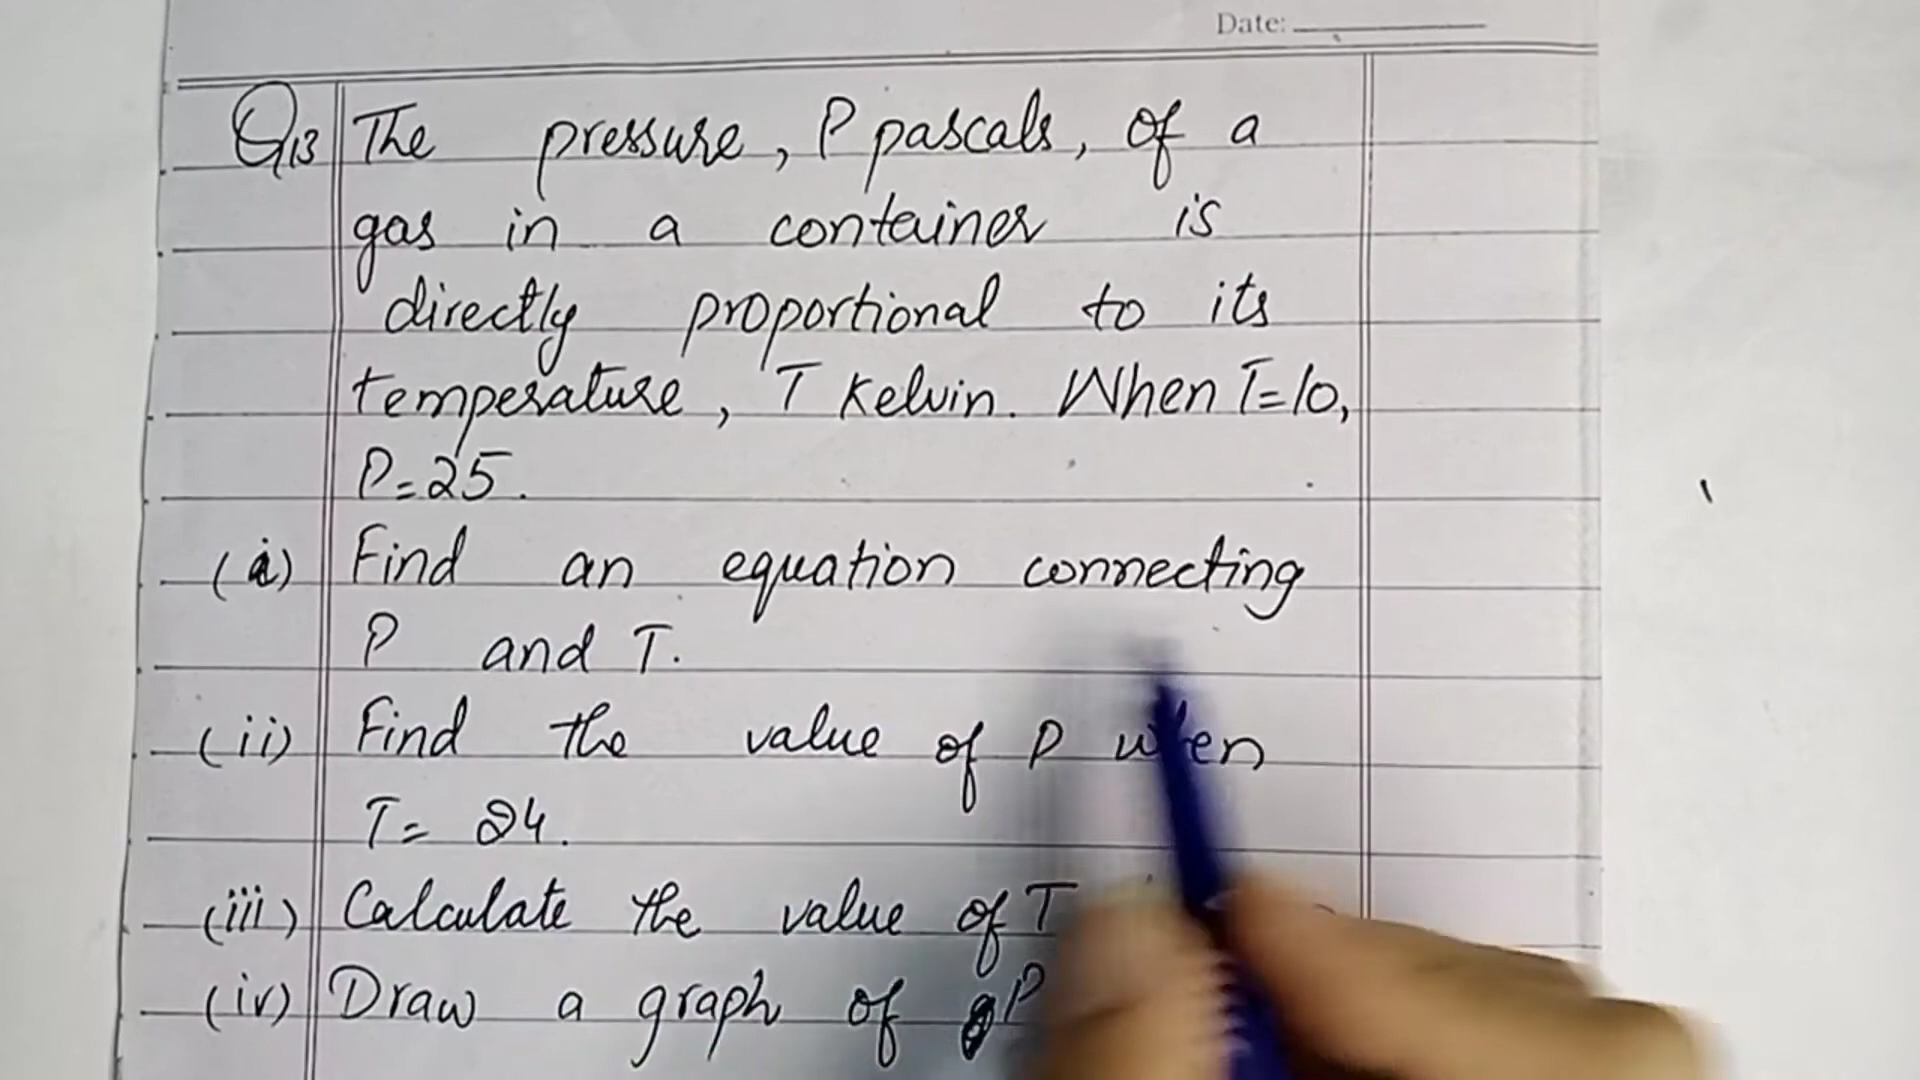 Date:
Q13 The pressure, P pascals, of a
gas in a container is
directly proportional to its
temperature, T Kelvin. When T=10,
P=25.
(i) Find an equation connecting
P and T.
(ii) Find the value of P when
T= 24.
(iii) Calculate the value of T
(iv) Draw a graph of P